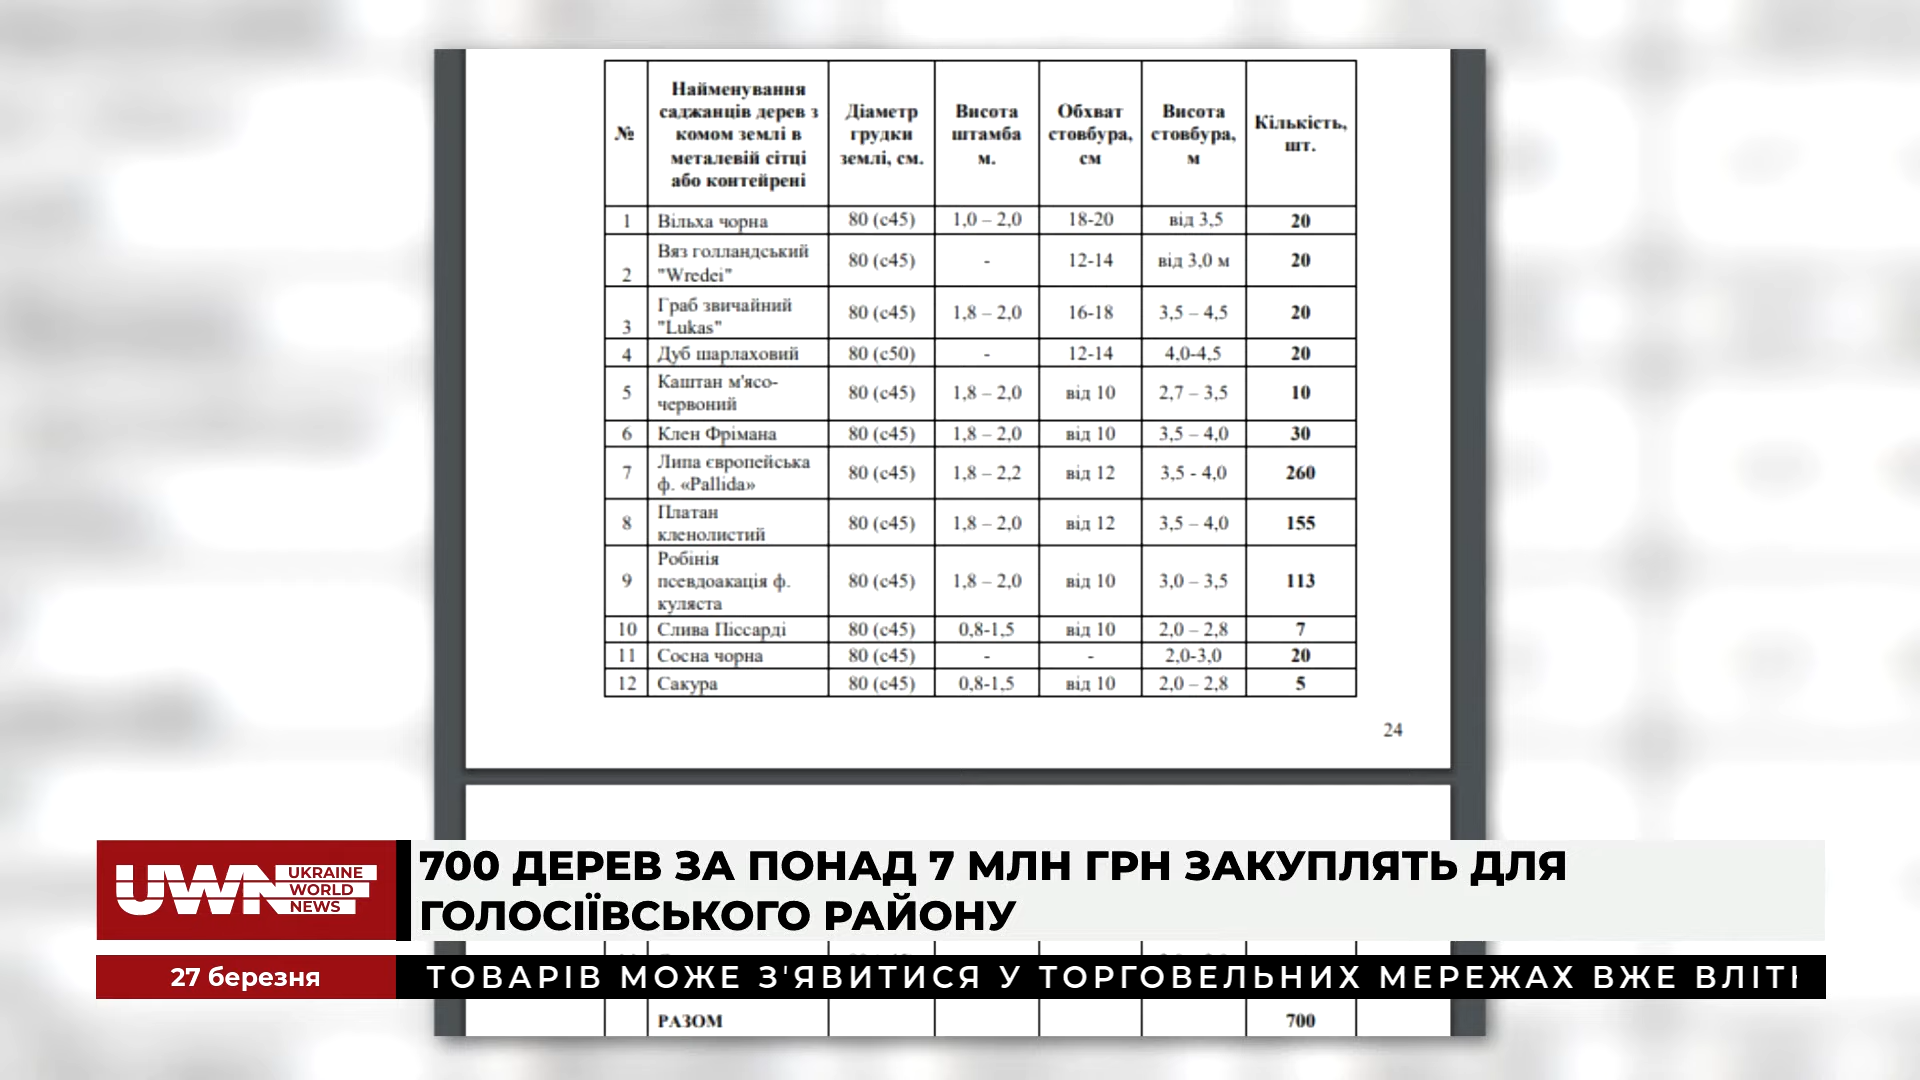 № Найменування саджанців дерев з комом землі в металевій сітці або контейрені Діаметр грудки землі, см. Висота штамба м. Обхват стовбура, см Висота стовбура, м Кількість, шт.
1 Вільха чорна 80 (с45) 1,0 – 2,0 18-20 від 3,5 20
2 Вяз голландський "Wredei" 80 (с45) - 12-14 від 3,0 м 20
3 Граб звичайний "Lukas" 80 (с45) 1,8 – 2,0 16-18 3,5 – 4,5 20
4 Дуб шарлаховий 80 (с50) - 12-14 4,0-4,5 20
5 Каштан м'ясо-червоний 80 (с45) 1,8 – 2,0 від 10 2,7 – 3,5 10
6 Клен Фрімана 80 (с45) 1,8 – 2,0 від 10 3,5 – 4,0 30
7 Липа європейська ф. «Pallida» 80 (с45) 1,8 – 2,2 від 12 3,5 - 4,0 260
8 Платан кленолистий 80 (с45) 1,8 – 2,0 від 12 3,5 – 4,0 155
9 Робінія псевдоакація ф. куляста 80 (с45) 1,8 – 2,0 від 10 3,0 – 3,5 113
10 Слива Піссарді 80 (с45) 0,8-1,5 від 10 2,0 – 2,8 7
11 Сосна чорна 80 (с45) - - 2,0-3,0 20
12 Сакура 80 (с45) 0,8-1,5 від 10 2,0 – 2,8 5
24
UWN UKRAINE WORLD NEWS
700 ДЕРЕВ ЗА ПОНАД 7 МЛН ГРН ЗАКУПЛЯТЬ ДЛЯ
ГОЛОСІЇВСЬКОГО РАЙОНУ
27 березня
ТОВАРІВ МОЖЕ З'ЯВИТИСЯ У ТОРГОВЕЛЬНИХ МЕРЕЖАХ ВЖЕ
РАЗОМ 700